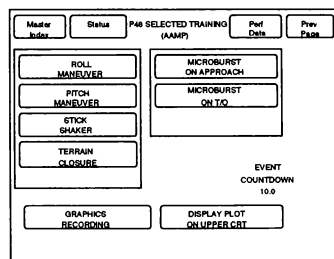 Master Index
Status
P48 SELECTED TRAINING
(AAMP)
Perf Data
Prev Page
ROLL
MANEUVER
MICROBURST
ON APPROACH
PITCH
MANEUVER
MICROBURST
ON T/O
STICK
SHAKER
TERRAIN
CLOSURE
EVENT
COUNTDOWN
10.0
GRAPHICS
RECORDING
DISPLAY PLOT
ON UPPER CRT